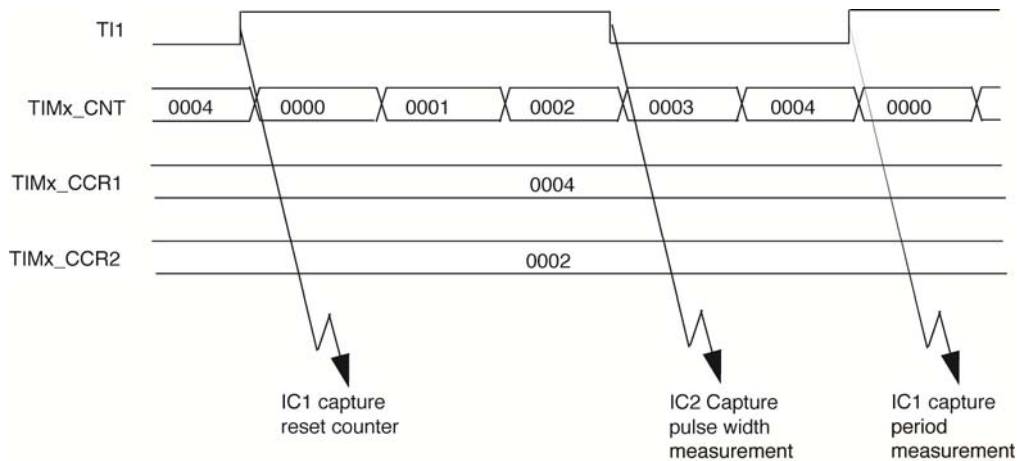 TI1
TIMx_CNT 0004 0000 0001 0002 0003 0004 0000
TIMx_CCR1 0004
TIMx_CCR2 0002
IC1 capture
reset counter
IC2 Capture
pulse width
measurement
IC1 capture
period
measurement